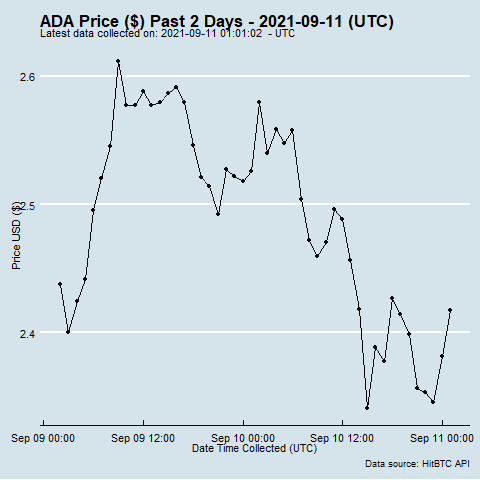 ADA Price ($) Past 2 Days - 2021-09-11 (UTC)
Latest data collected on: 2021-09-11 01:01:02 - UTC
2.6
2.5
2.4
Price USD ($)
Sep 09 00:00 Sep 09 12:00 Sep 10 00:00 Sep 10 12:00 Sep 11 00:00
Date Time Collected (UTC)
Data source: HitBTC API